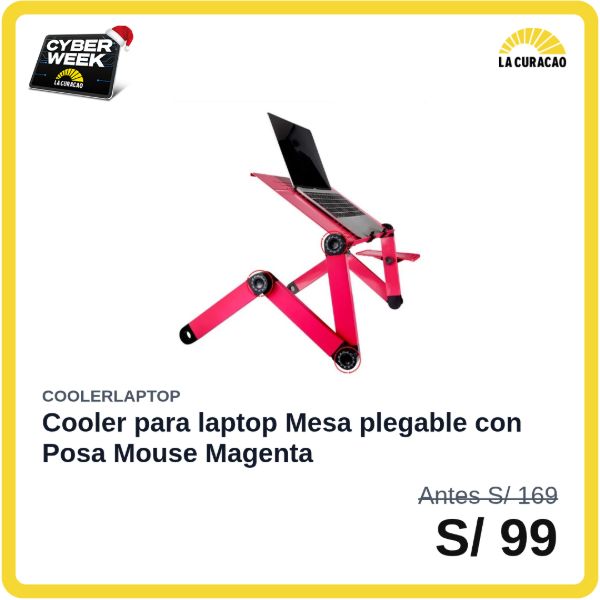 CYBER
WEEK
LA CURACAO
LA CURACAO
COOLERLAPTOP
Cooler para laptop Mesa plegable con
Posa Mouse Magenta
Antes S/ 169
S/ 99